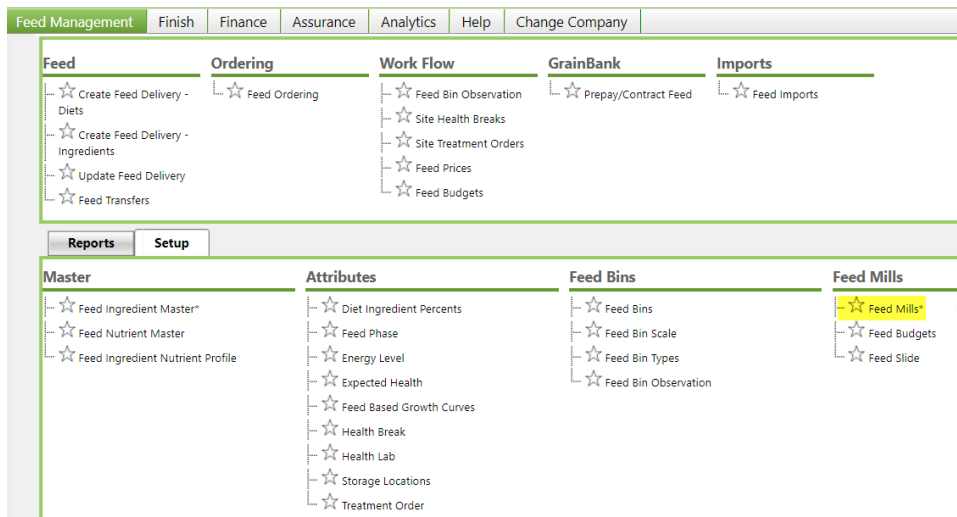 Feed Management Finish Finance Assurance Analytics Help Change Company
Feed
Create Feed Delivery -
Diets
Create Feed Delivery -
Ingredients
Update Feed Delivery
Feed Transfers
Ordering
Feed Ordering
Work Flow
Feed Bin Observation
Site Health Breaks
Site Treatment Orders
Feed Prices
Feed Budgets
GrainBank
Prepay/Contract Feed
Imports
Feed Imports
Reports Setup
Master
Feed Ingredient Master*
Feed Nutrient Master
Feed Ingredient Nutrient Profile
Attributes
Diet Ingredient Percents
Feed Phase
Energy Level
Expected Health
Feed Based Growth Curves
Health Break
Health Lab
Storage Locations
Treatment Order
Feed Bins
Feed Bins
Feed Bin Scale
Feed Bin Types
Feed Bin Observation
Feed Mills
Feed Mills*
Feed Budgets
Feed Slide